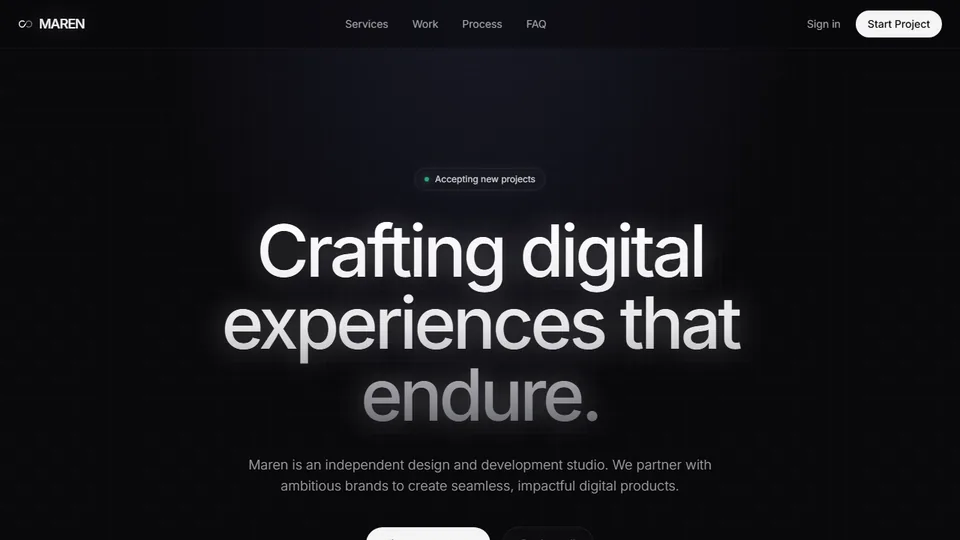 MAREN
Services Work Process FAQ
Sign in
Start Project
Accepting new projects
Crafting digital
experiences that
endure.
Maren is an independent design and development studio. We partner with
ambitious brands to create seamless, impactful digital products.